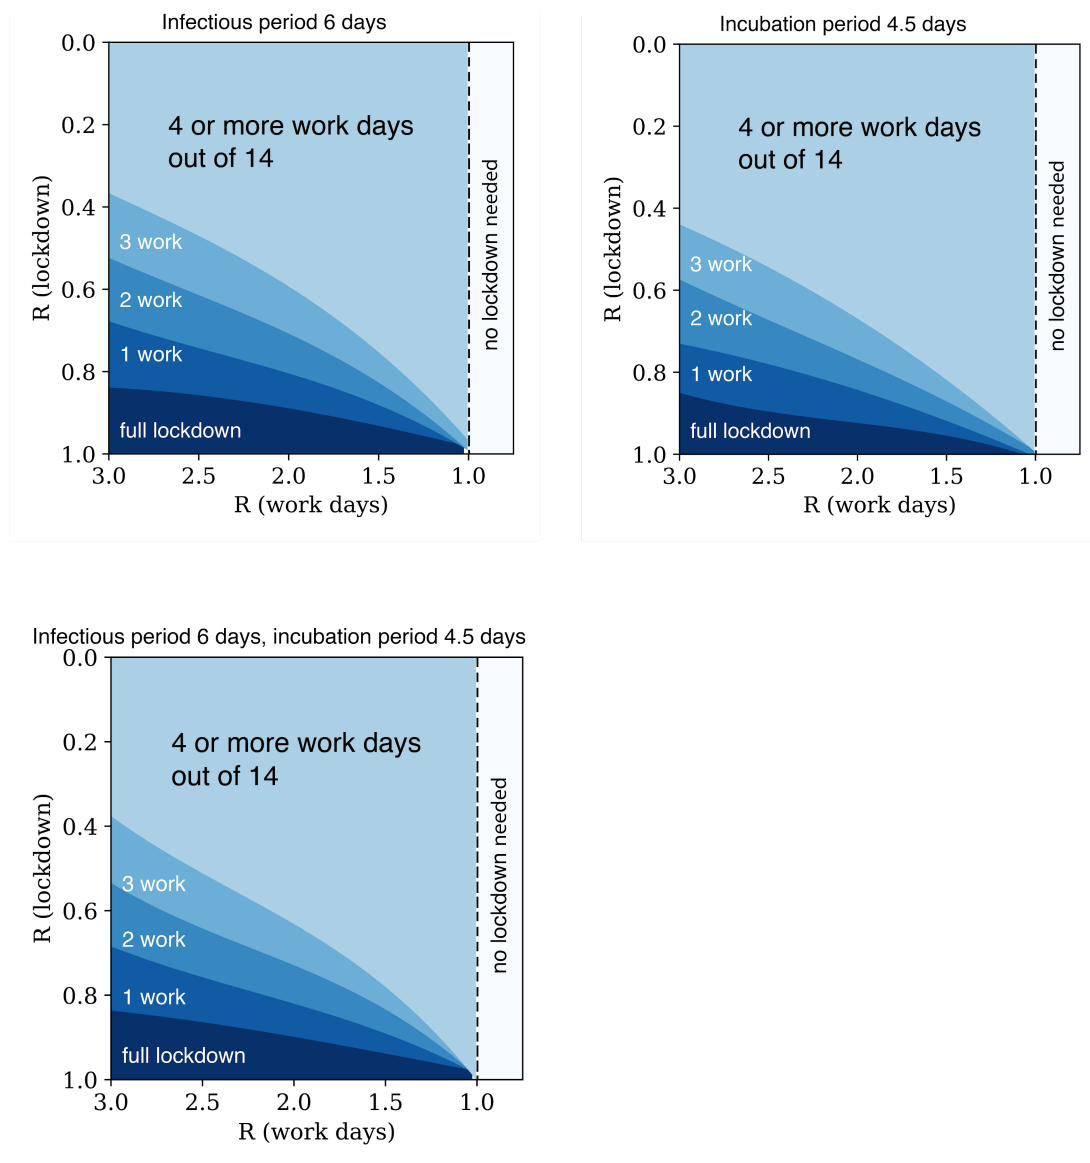 Infectious period 6 days
0.0
0.2
0.4
0.6
0.8
1.0
R (lockdown)
4 or more work days
out of 14
3 work
2 work
1 work
full lockdown
no lockdown needed
3.0 2.5 2.0 1.5 1.0
R (work days)
Incubation period 4.5 days
0.0
0.2
0.4
0.6
0.8
1.0
R (lockdown)
4 or more work days
out of 14
3 work
2 work
1 work
full lockdown
no lockdown needed
3.0 2.5 2.0 1.5 1.0
R (work days)
Infectious period 6 days, incubation period 4.5 days
0.0
0.2
0.4
0.6
0.8
1.0
R (lockdown)
4 or more work days
out of 14
3 work
2 work
1 work
full lockdown
no lockdown needed
3.0 2.5 2.0 1.5 1.0
R (work days)